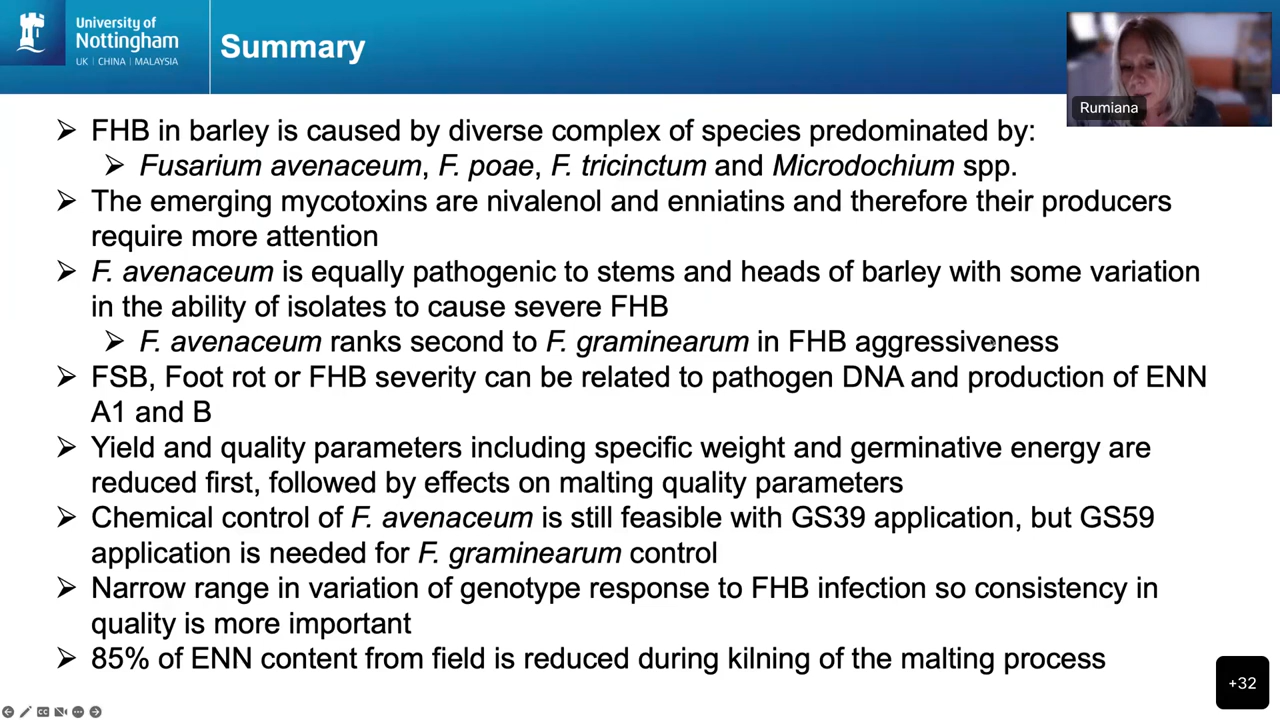 University of
Nottingham
UK | CHINA | MALAYSIA
Summary
Rumiana
➢ FHB in barley is caused by diverse complex of species predominated by:
➢ Fusarium avenaceum, F. poae, F. tricinctum and Microdochium spp.
➢ The emerging mycotoxins are nivalenol and enniatins and therefore their producers
require more attention
➢ F. avenaceum is equally pathogenic to stems and heads of barley with some variation
in the ability of isolates to cause severe FHB
➢ F. avenaceum ranks second to F. graminearum in FHB aggressiveness
➢ FSB, Foot rot or FHB severity can be related to pathogen DNA and production of ENN
A1 and B
➢ Yield and quality parameters including specific weight and germinative energy are
reduced first, followed by effects on malting quality parameters
➢ Chemical control of F. avenaceum is still feasible with GS39 application, but GS59
application is needed for F. graminearum control
➢ Narrow range in variation of genotype response to FHB infection so consistency in
quality is more important
➢ 85% of ENN content from field is reduced during kilning of the malting process
+32